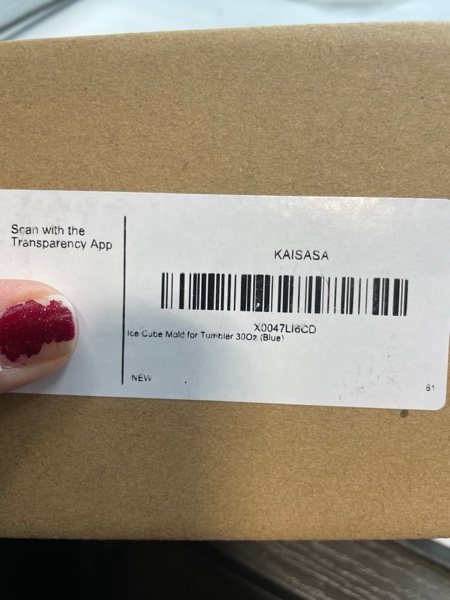 Scan with the
Transparency App
KAISASA
X0047LI6CD
Ice Cube Mold for Tumbler 30Oz (Blue)
NEW
61